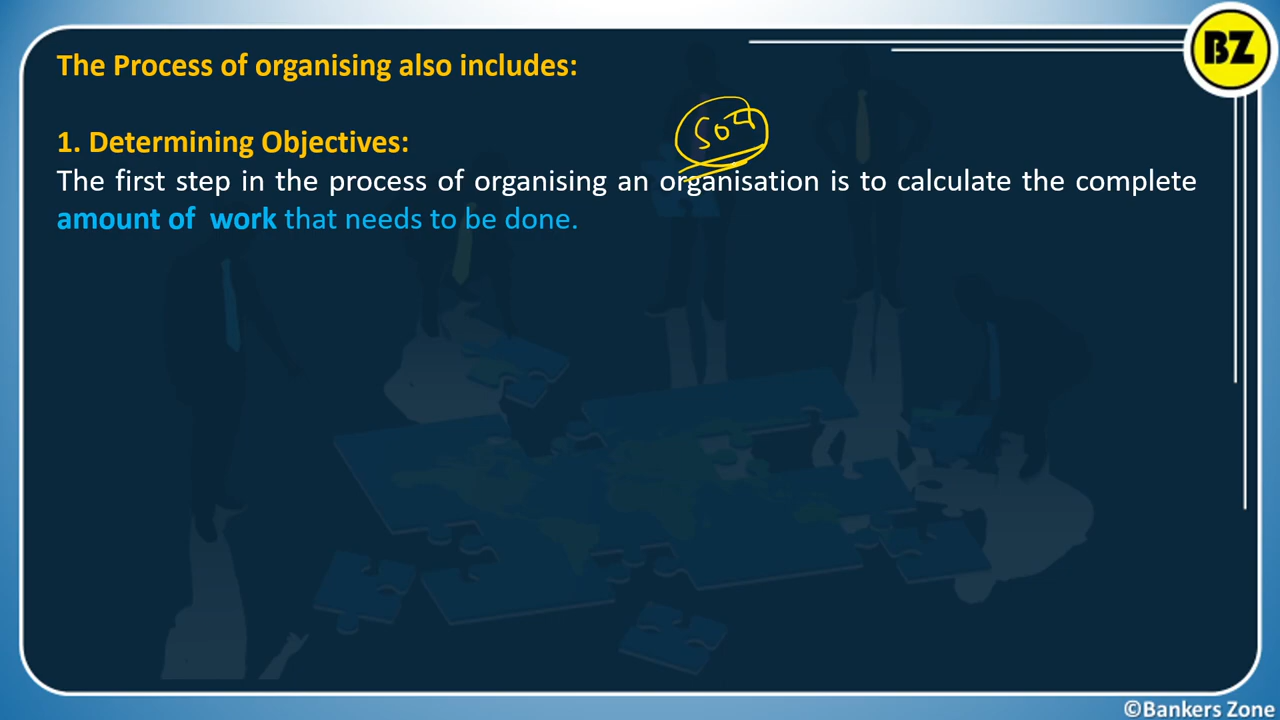 BZ
The Process of organising also includes:
1. Determining Objectives:
The first step in the process of organising an organisation is to calculate the complete
amount of work that needs to be done.
©Bankers Zone